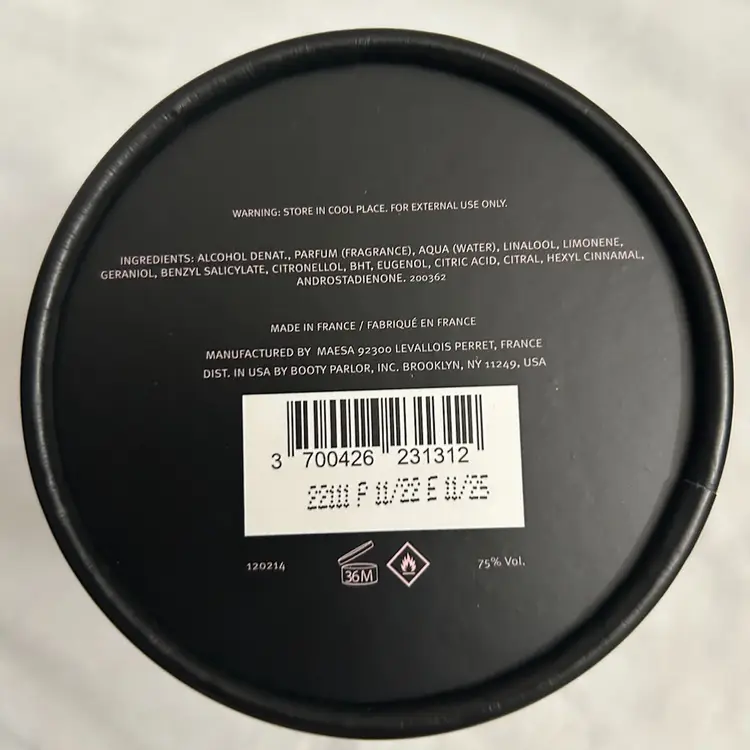 WARNING: STORE IN COOL PLACE. FOR EXTERNAL USE ONLY.
INGREDIENTS: ALCOHOL DENAT., PARFUM (FRAGRANCE), AQUA (WATER), LINALOOL, LIMONENE,
GERANIOL, BENZYL SALICYLATE, CITRONELLOL, BHT, EUGENOL, CITRIC ACID, CITRAL, HEXYL CINNAMAL,
ANDROSTADIENONE. 200362
MADE IN FRANCE / FABRIQUÉ EN FRANCE
MANUFACTURED BY MAESA 92300 LEVALLOIS PERRET, FRANCE
DIST. IN USA BY BOOTY PARLOR, INC. BROOKLYN, NY 11249, USA
3 700426 231312
22111 P 11/22 E 11/25
120214 36M 75% Vol.